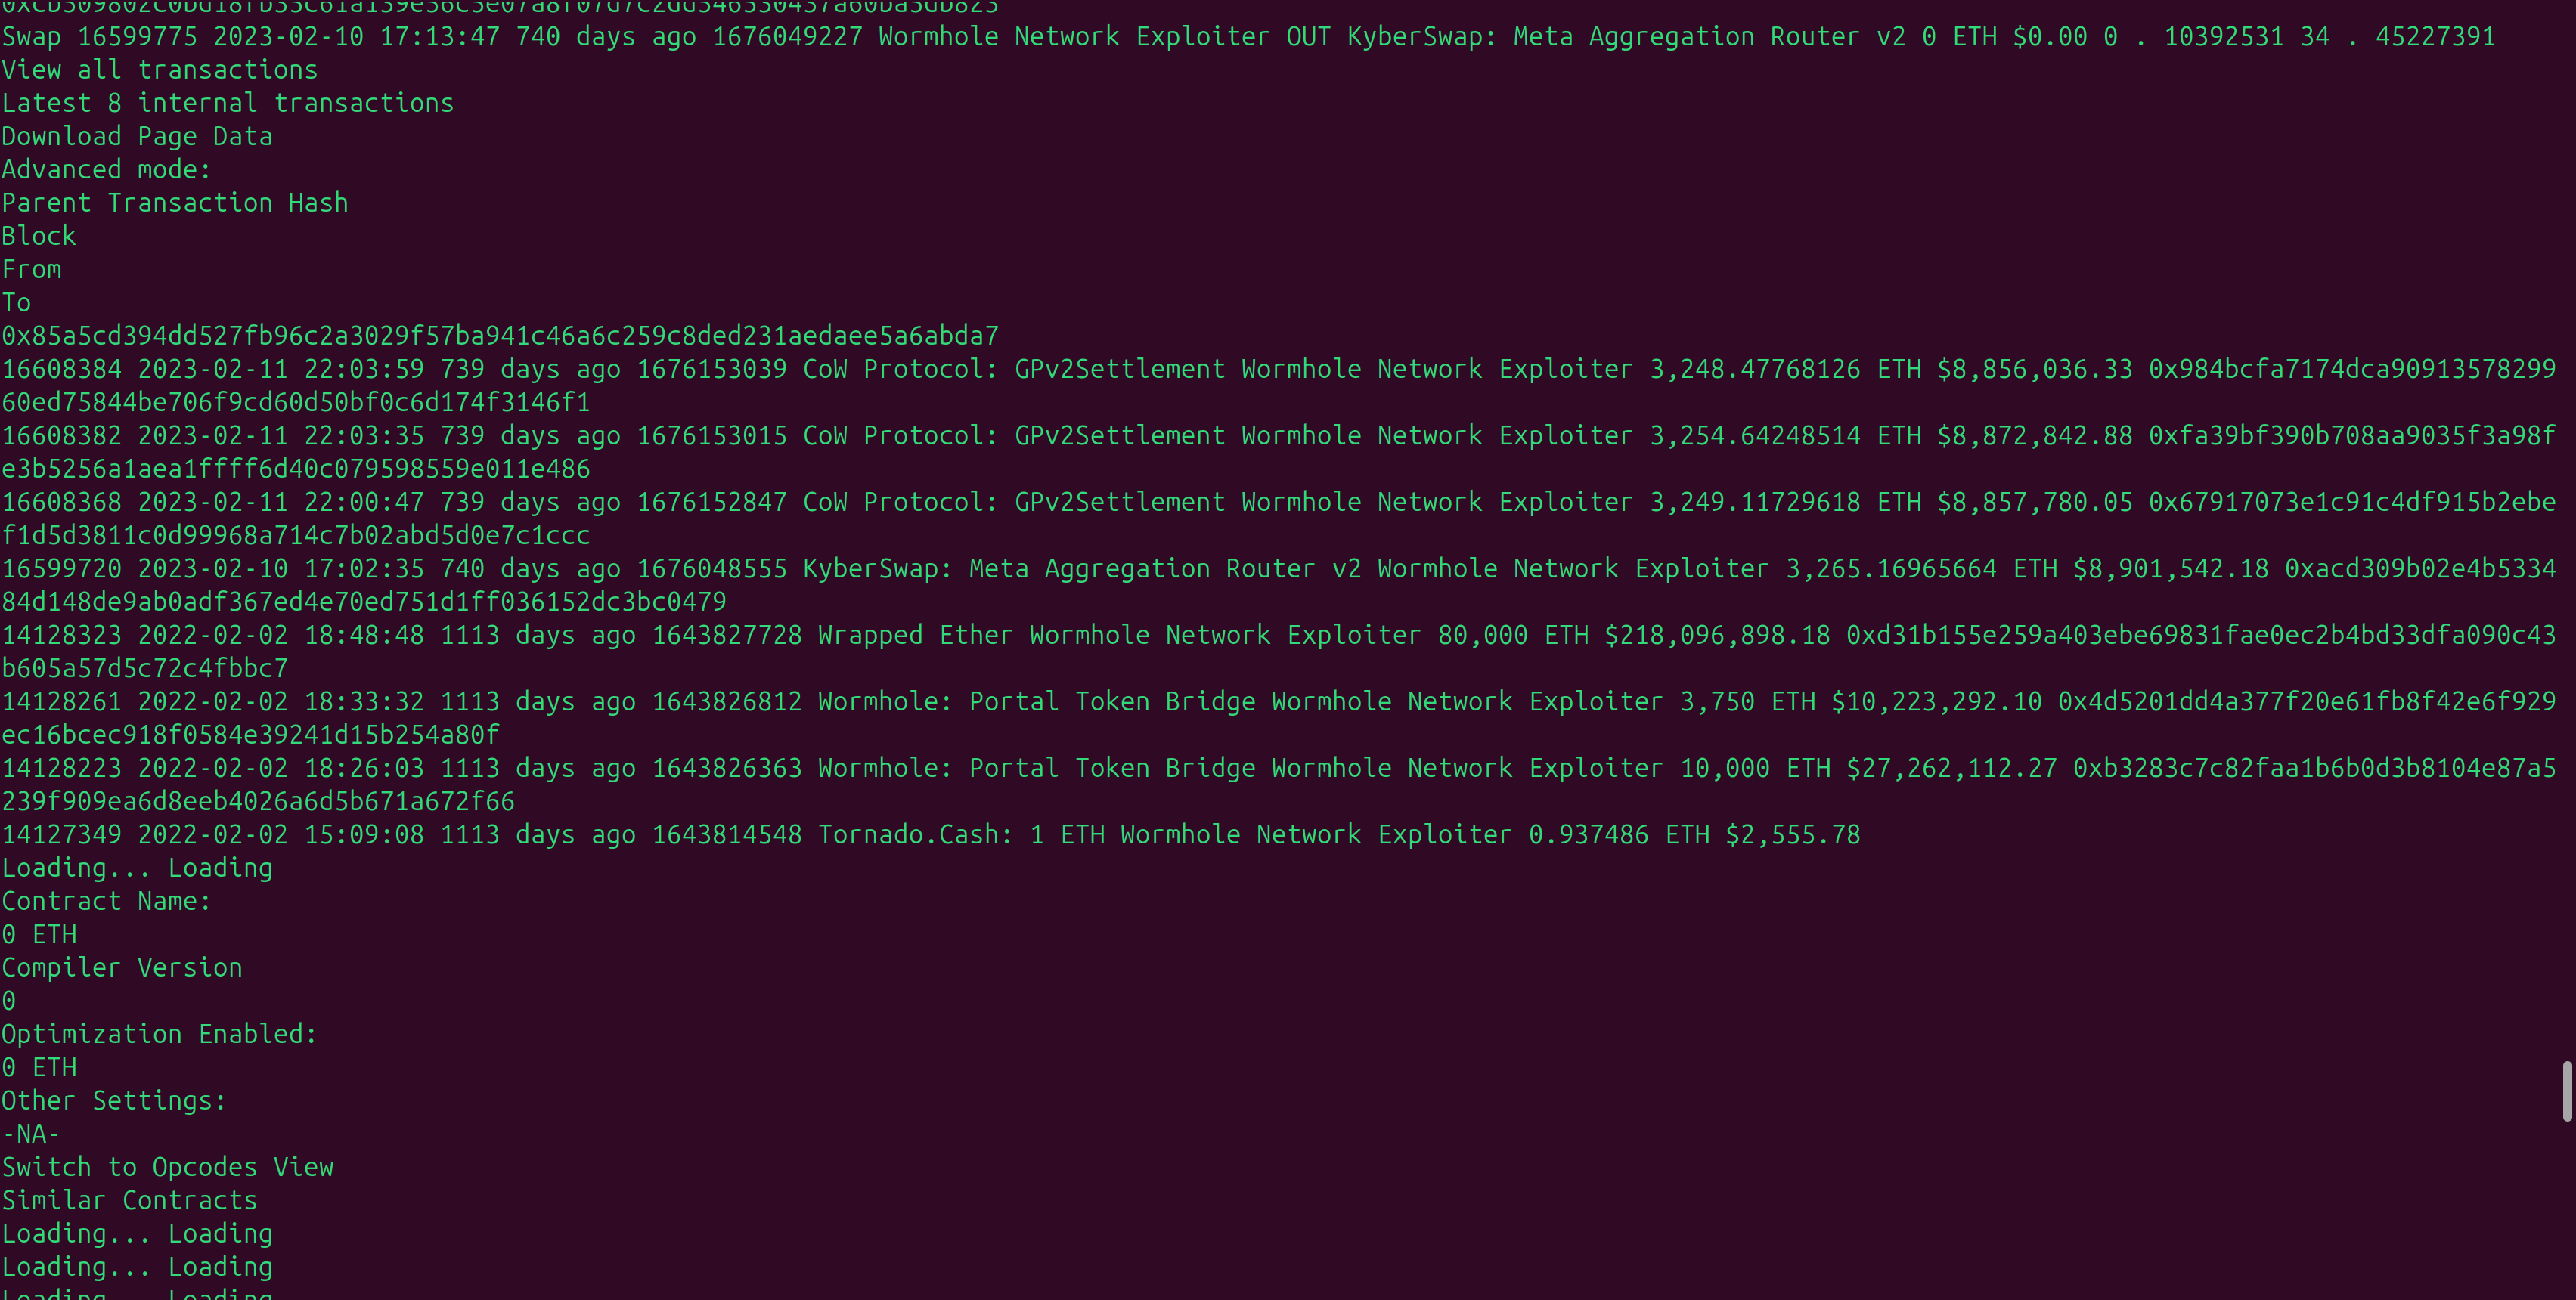 Swap 16599775 2023-02-10 17:13:47 740 days ago 1676049227 Wormhole Network Exploiter OUT KyberSwap: Meta Aggregation Router v2 0 ETH $0.00 0 . 10392531 34 . 45227391
View all transactions
Latest 8 internal transactions
Download Page Data
Advanced mode:
Parent Transaction Hash
Block
From
To
0x85a5cd394dd527fb96c2a3029f57ba941c46a6c259c8ded231aedaee5a6abda7
16608384 2023-02-11 22:03:59 739 days ago 1676153039 CoW Protocol: GPv2Settlement Wormhole Network Exploiter 3,248.47768126 ETH $8,856,036.33 0x984bcfa7174dca90913578299
60ed75844be706f9cd60d50bf0c6d174f3146f1
16608382 2023-02-11 22:03:35 739 days ago 1676153015 CoW Protocol: GPv2Settlement Wormhole Network Exploiter 3,254.64248514 ETH $8,872,842.88 0xfa39bf390b708aa9035f3a98f
e3b5256a1aea1ffff6d40c079598559e011e486
16608368 2023-02-11 22:00:47 739 days ago 1676152847 CoW Protocol: GPv2Settlement Wormhole Network Exploiter 3,249.11729618 ETH $8,857,780.05 0x67917073e1c91c4df915b2ebe
f1d5d3811c0d99968a714c7b02abd5d0e7c1ccc
16599720 2023-02-10 17:02:35 740 days ago 1676048555 KyberSwap: Meta Aggregation Router v2 Wormhole Network Exploiter 3,265.16965664 ETH $8,901,542.18 0xacd309b02e4b5334
84d148de9ab0adf367ed4e70ed751d1ff036152dc3bc0479
14128323 2022-02-02 18:48:48 1113 days ago 1643827728 Wrapped Ether Wormhole Network Exploiter 80,000 ETH $218,096,898.18 0xd31b155e259a403ebe69831fae0ec2b4bd33dfa090c43
b605a57d5c72c4fbbc7
14128261 2022-02-02 18:33:32 1113 days ago 1643826812 Wormhole: Portal Token Bridge Wormhole Network Exploiter 3,750 ETH $10,223,292.10 0x4d5201dd4a377f20e61fb8f42e6f929
ec16bcec918f0584e39241d15b254a80f
14128223 2022-02-02 18:26:03 1113 days ago 1643826363 Wormhole: Portal Token Bridge Wormhole Network Exploiter 10,000 ETH $27,262,112.27 0xb3283c7c82faa1b6b0d3b8104e87a5
239f909ea6d8eeb4026a6d5b671a672f66
14127349 2022-02-02 15:09:08 1113 days ago 1643814548 Tornado.Cash: 1 ETH Wormhole Network Exploiter 0.937486 ETH $2,555.78
Loading... Loading
Contract Name:
0 ETH
Compiler Version
0
Optimization Enabled:
0 ETH
Other Settings:
-NA-
Switch to Opcodes View
Similar Contracts
Loading... Loading
Loading... Loading
Loading... Loading